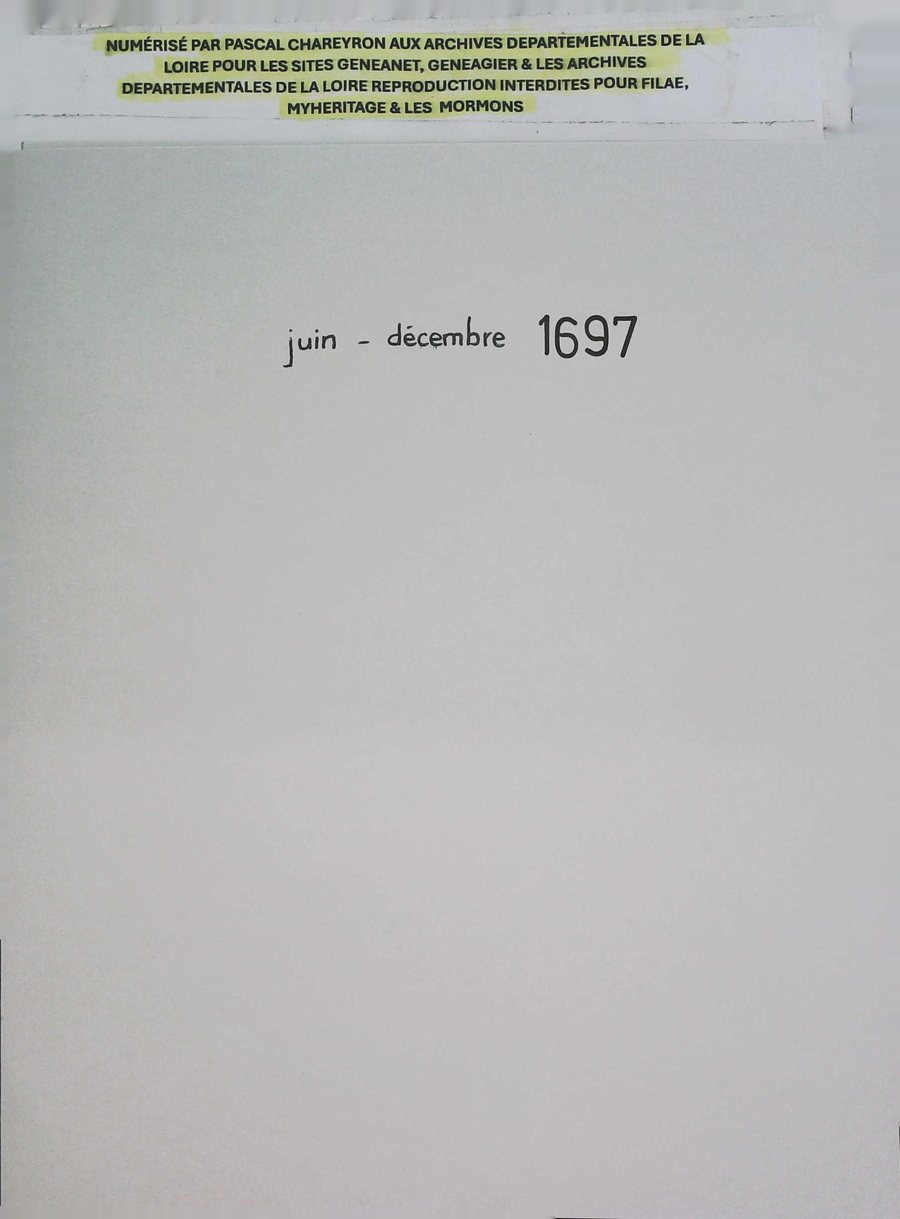 NUMÉRISÉ PAR PASCAL CHAREYRON AUX ARCHIVES DEPARTEMENTALES DE LA
LOIRE POUR LES SITES GENEANET, GENEAGIER & LES ARCHIVES
DEPARTEMENTALES DE LA LOIRE REPRODUCTION INTERDITES POUR FILAE,
MYHERITAGE & LES MORMONS
juin - décembre 1697